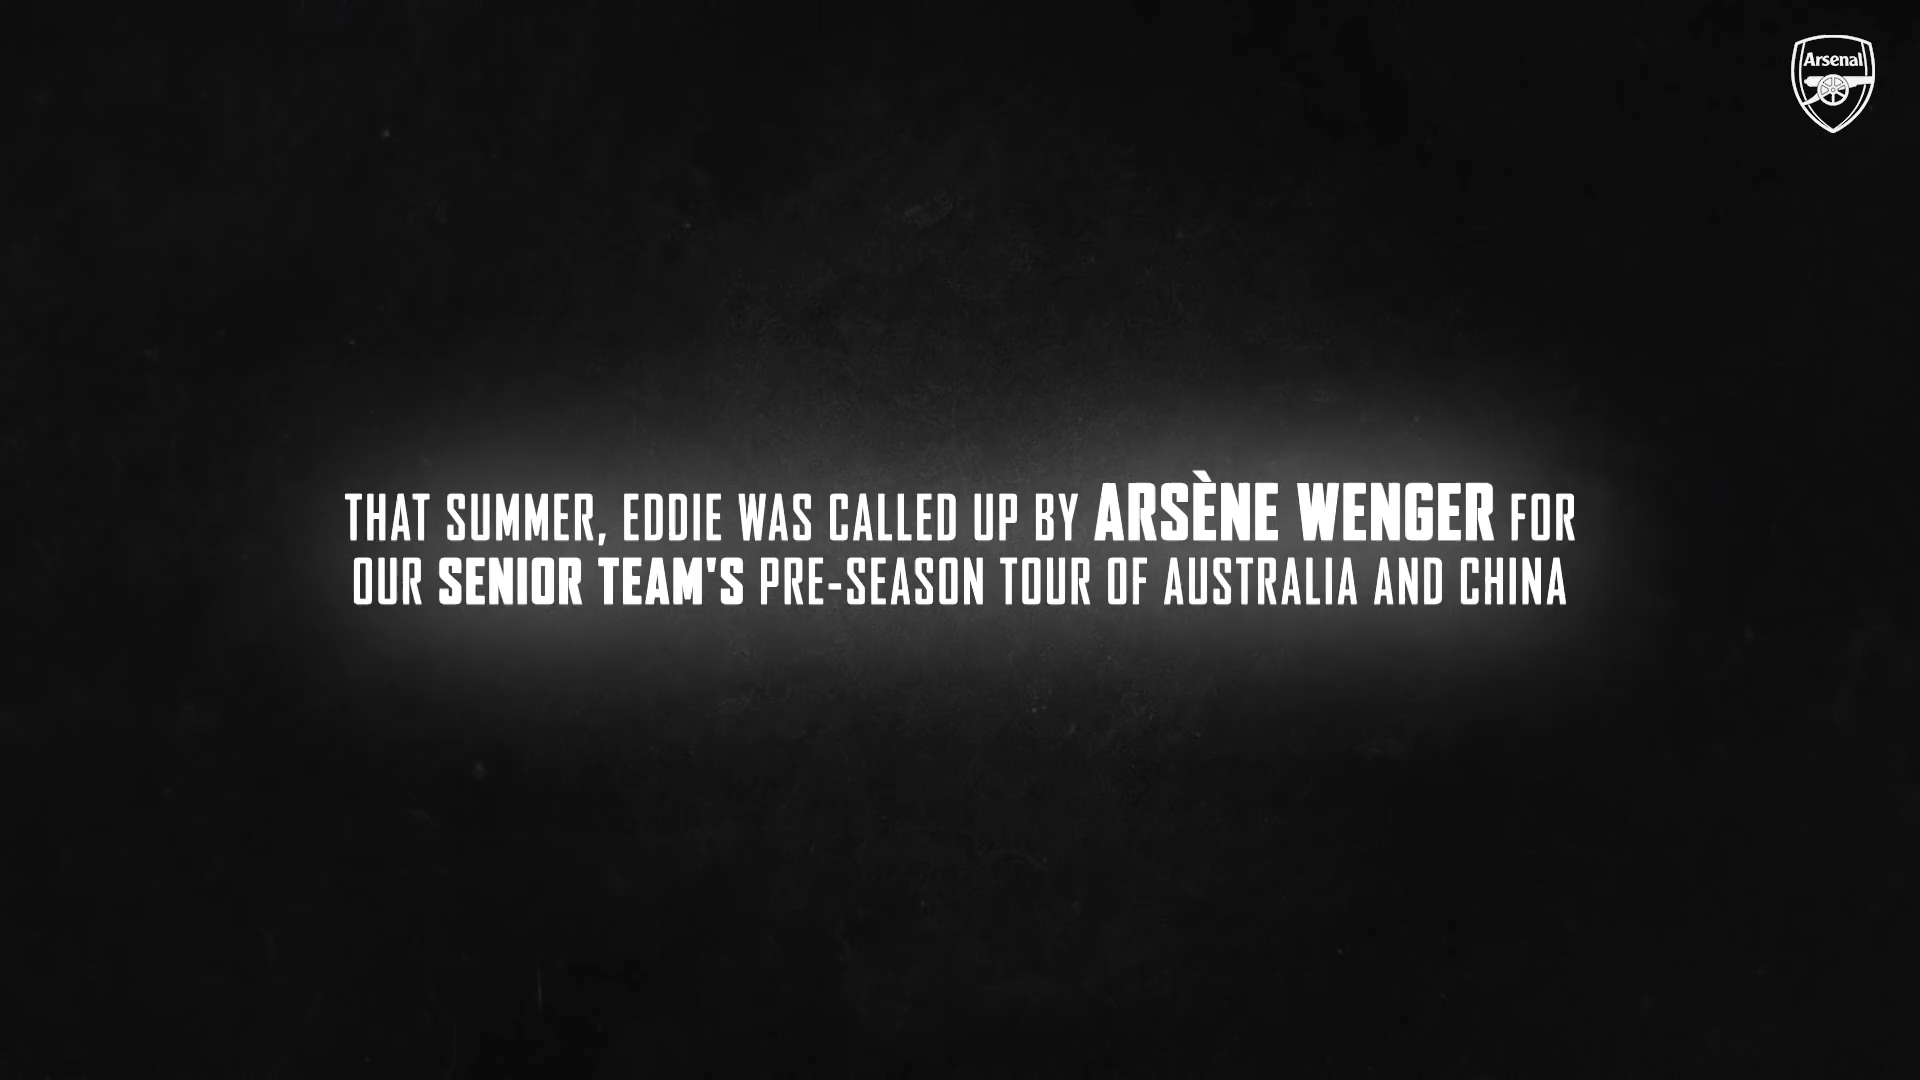 Arsenal
THAT SUMMER, EDDIE WAS CALLED UP BY ARSÈNE WENGER FOR
OUR SENIOR TEAM'S PRE-SEASON TOUR OF AUSTRALIA AND CHINA